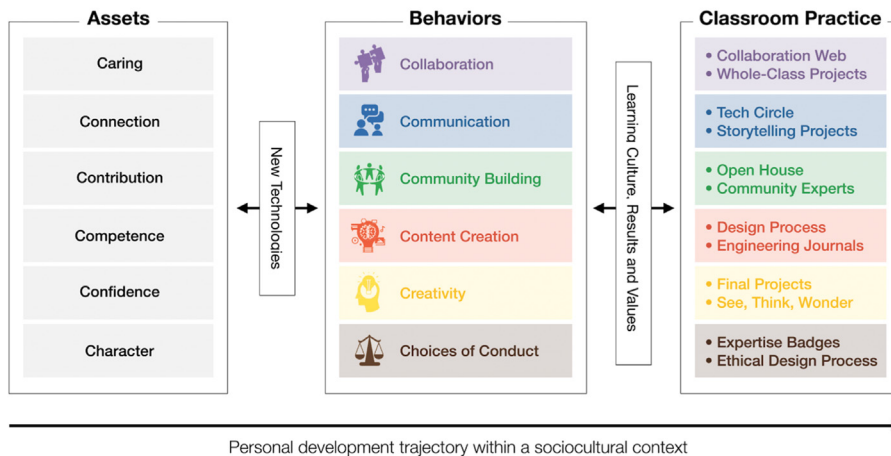 Assets
Caring
Connection
Contribution
Competence
Confidence
Character
New Technologies
Behaviors
Collaboration
Communication
Community Building
Content Creation
Creativity
Choices of Conduct
Learning Culture, Results and Values
Classroom Practice
• Collaboration Web
• Whole-Class Projects
• Tech Circle
• Storytelling Projects
• Open House
• Community Experts
• Design Process
• Engineering Journals
• Final Projects
• See, Think, Wonder
• Expertise Badges
• Ethical Design Process
Personal development trajectory within a sociocultural context